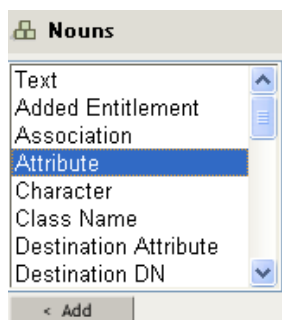 Nouns
Text
Added Entitlement
Association
Attribute
Character
Class Name
Destination Attribute
Destination DN
< Add